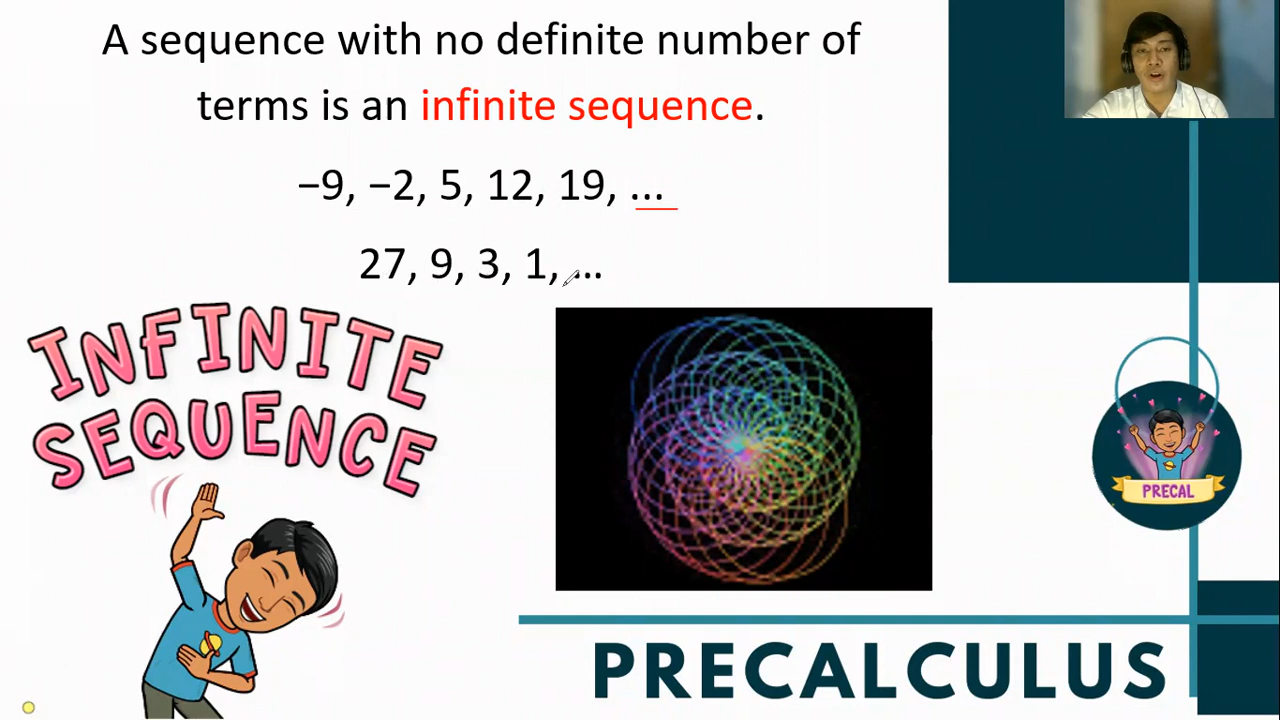 A sequence with no definite number of
terms is an infinite sequence.
−9, −2, 5, 12, 19, ...
27, 9, 3, 1, ...
INFINITE
SEQUENCE
PRECAL
PRECALCULUS